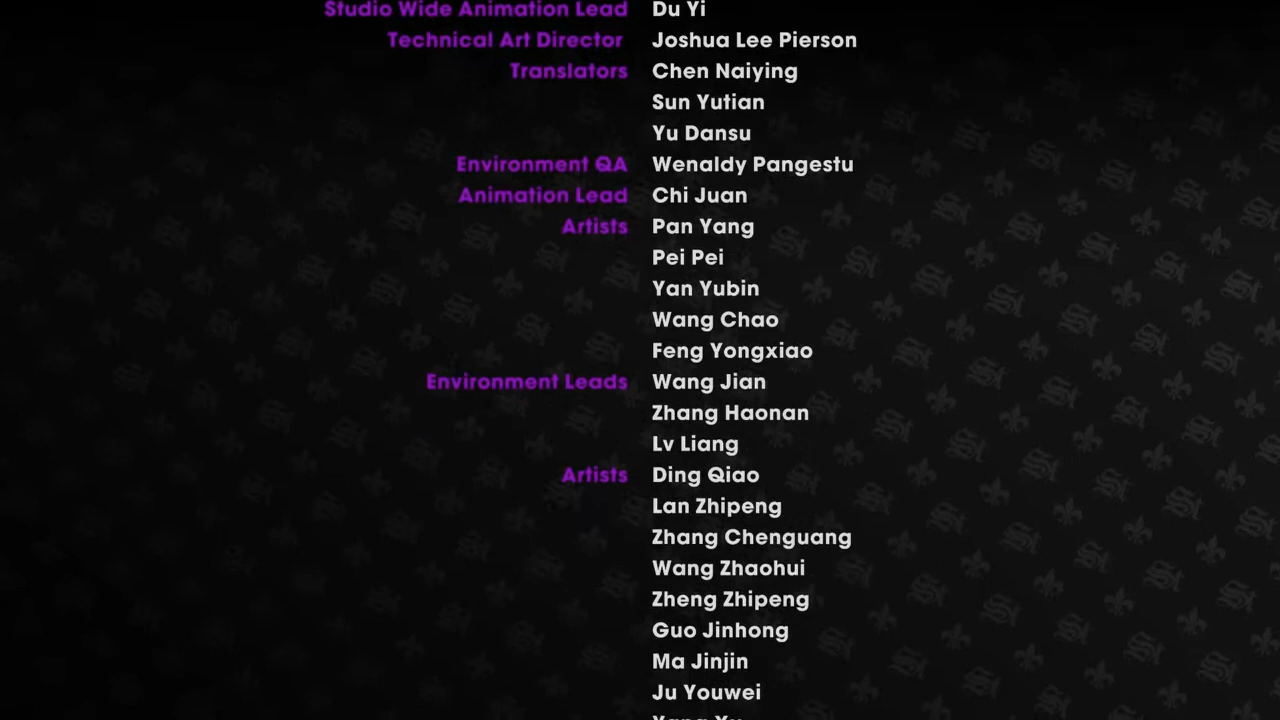 Studio Wide Animation Lead Du Yi
Technical Art Director Joshua Lee Pierson
Translators Chen Naiying
Sun Yutian
Yu Dansu
Environment QA Wenaldy Pangestu
Animation Lead Chi Juan
Artists Pan Yang
Pei Pei
Yan Yubin
Wang Chao
Feng Yongxiao
Environment Leads Wang Jian
Zhang Haonan
Lv Liang
Artists Ding Qiao
Lan Zhipeng
Zhang Chenguang
Wang Zhaohui
Zheng Zhipeng
Guo Jinhong
Ma Jinjin
Ju Youwei